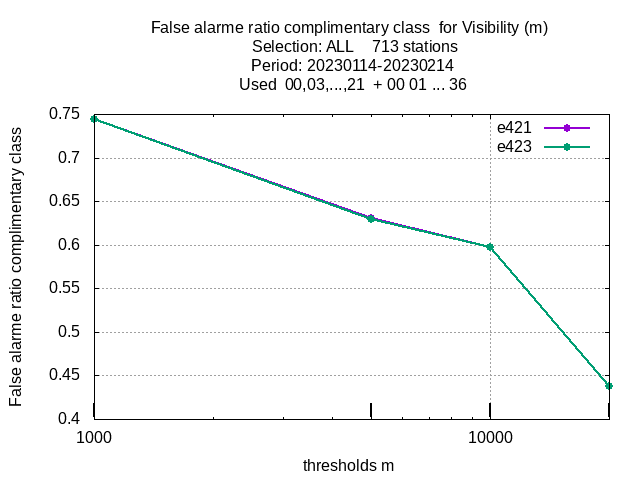 False alarme ratio complimentary class  for Visibility (m)
Selection: ALL    713 stations
Period: 20230114-20230214
Used  00,03,...,21  + 00 01 ... 36
e421
e423
False alarme ratio complimentary class
0.75
0.7
0.65
0.6
0.55
0.5
0.45
0.4
1000
10000
thresholds m